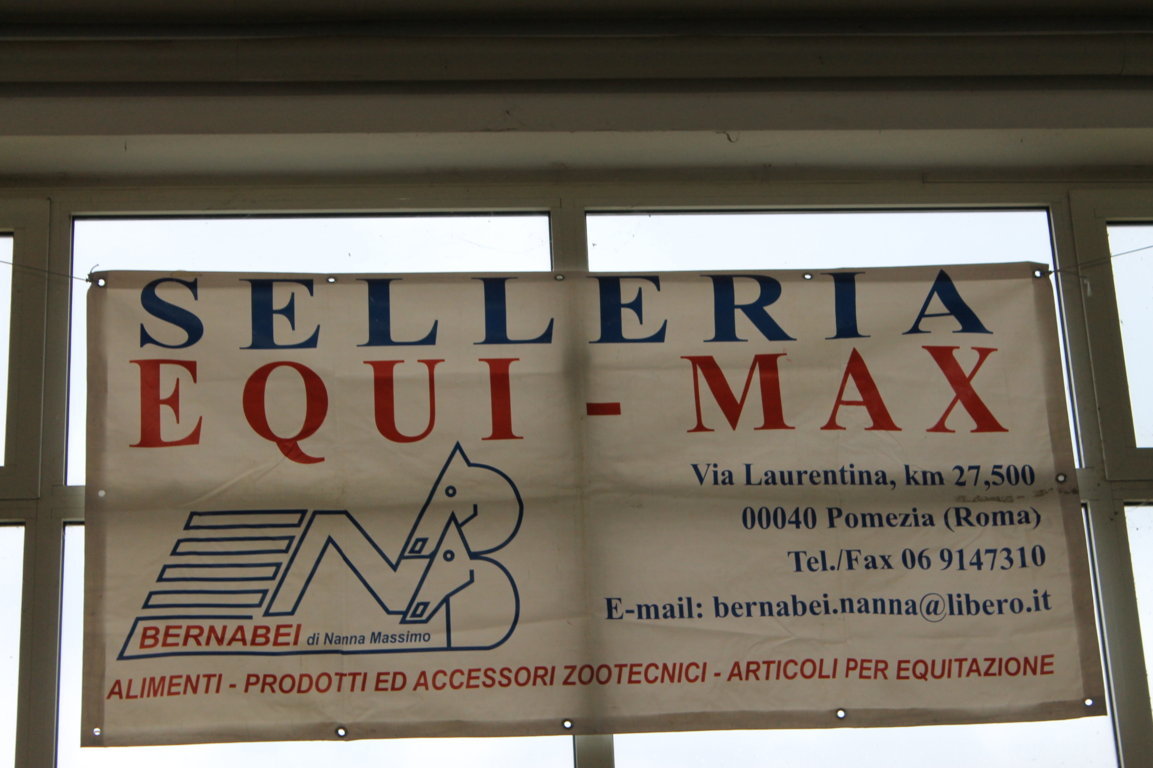 SELLERIA
EQUI - MAX
Via Laurentina, km 27,500
00040 Pomezia (Roma)
Tel./Fax 06 9147310
E-mail: bernabei.nanna@libero.it
NB
BERNABEI di Nanna Massimo
ALIMENTI - PRODOTTI ED ACCESSORI ZOOTECNICI - ARTICOLI PER EQUITAZIONE